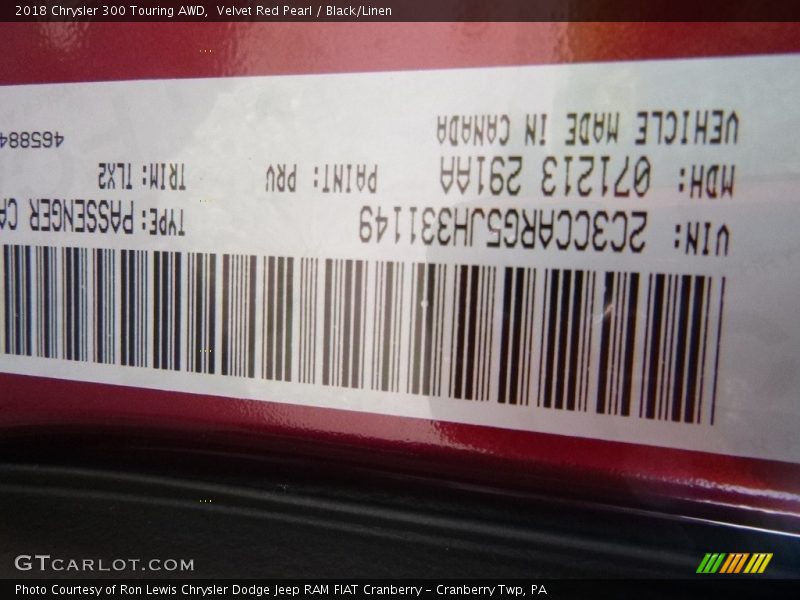 2018 Chrysler 300 Touring AWD, Velvet Red Pearl / Black/Linen
VIN: 2C3CCARG5JH331149 TYPE: PASSENGER CA
MDH: 071213 291AA PAINT: PRV TRIM: TLX2
VEHICLE MADE IN CANADA 465884
GTCARLOT.COM
Photo Courtesy of Ron Lewis Chrysler Dodge Jeep RAM FIAT Cranberry - Cranberry Twp, PA